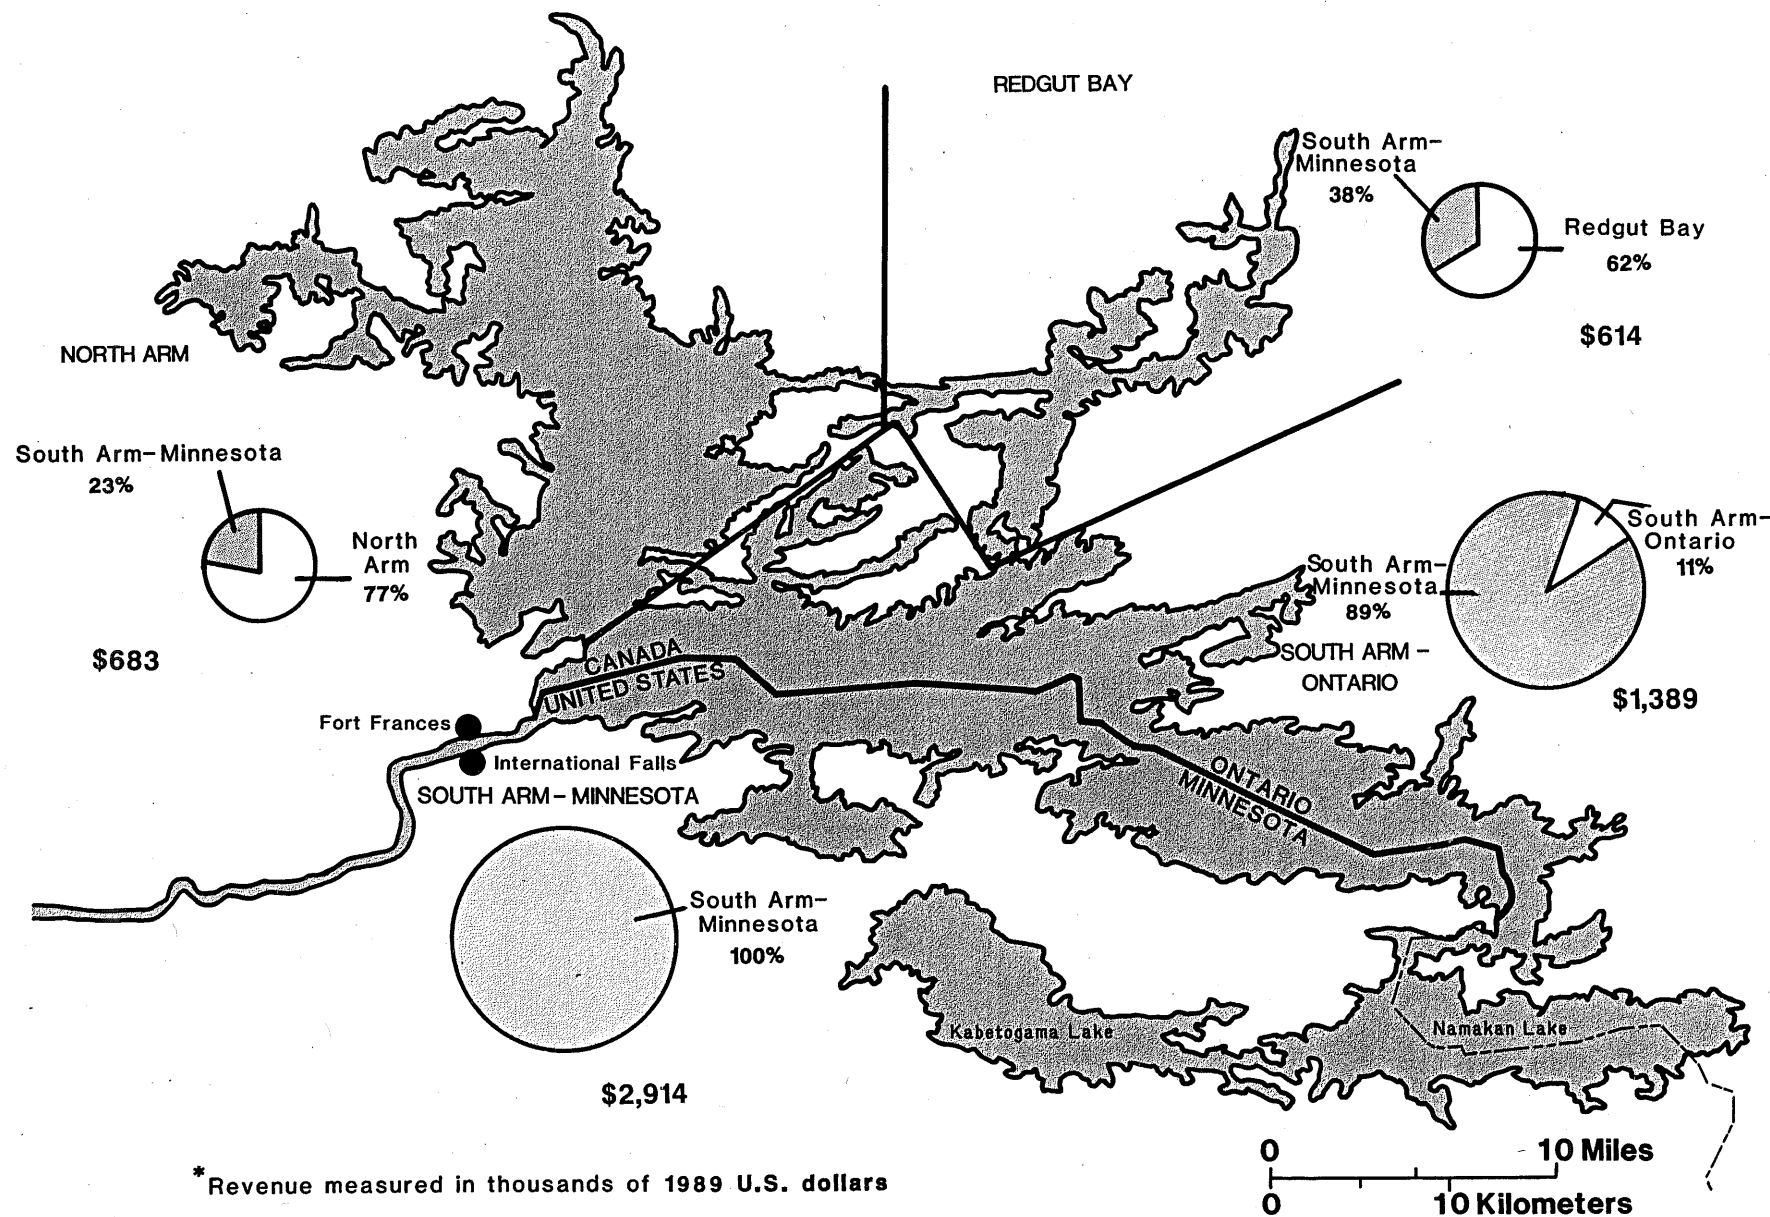 REDGUT BAY
South Arm–
Minnesota
38%
Redgut Bay
62%
$614
NORTH ARM
South Arm–Minnesota
23%
North
Arm
77%
$683
South Arm–
Ontario
11%
South Arm–
Minnesota
89%
$1,389
SOUTH ARM –
ONTARIO
CANADA
UNITED STATES
Fort Frances
International Falls
SOUTH ARM – MINNESOTA
ONTARIO
MINNESOTA
South Arm–
Minnesota
100%
$2,914
Kabetogama Lake
Namakan Lake
0 10 Miles
0 10 Kilometers
*Revenue measured in thousands of 1989 U.S. dollars